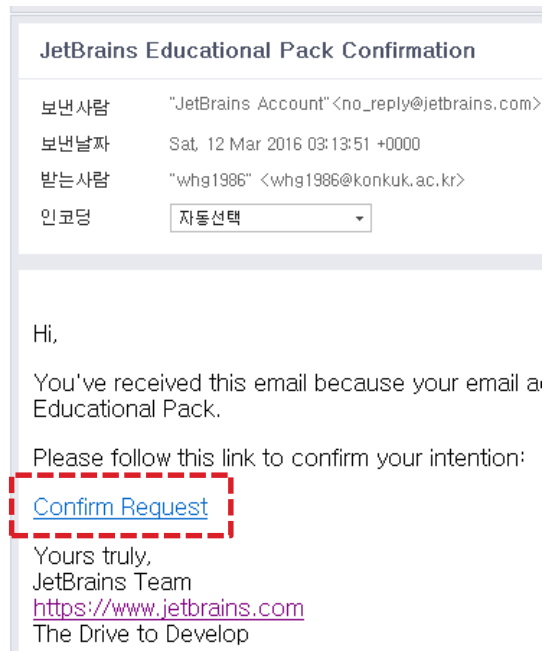 JetBrains Educational Pack Confirmation
보낸사람 "JetBrains Account"<no_reply@jetbrains.com>
보낸날짜 Sat, 12 Mar 2016 03:13:51 +0000
받는사람 "whg1986" <whg1986@konkuk.ac.kr>
인코딩 자동선택
Hi,
You've received this email because your email a
Educational Pack.
Please follow this link to confirm your intention:
Confirm Request
Yours truly,
JetBrains Team
https://www.jetbrains.com
The Drive to Develop